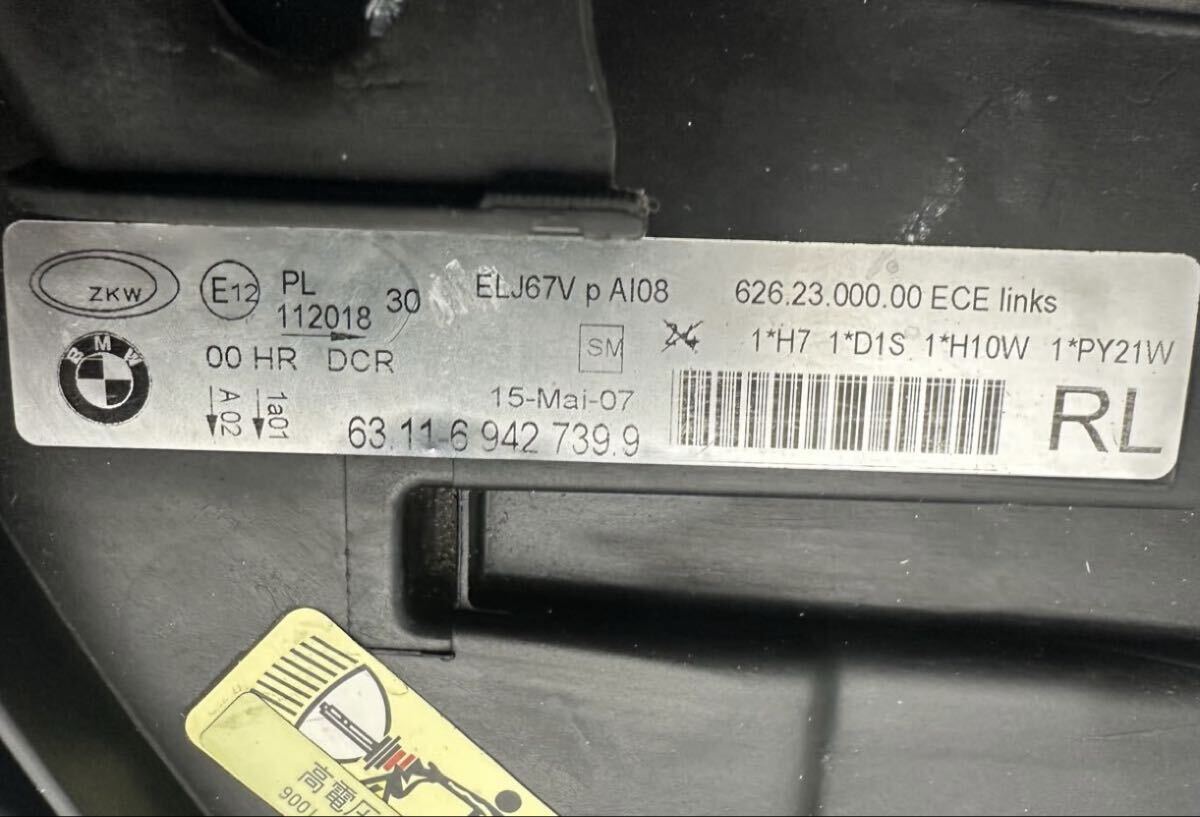 ZKW
BMW
E12
PL
112018
30
00 HR DCR
A 02
1a01
ELJ67V p AI08
SM
15-Mai-07
63.11-6 942 739.9
626.23.000.00 ECE links
1*H7 1*D1S 1*H10W 1*PY21W
RL
高電圧
9001